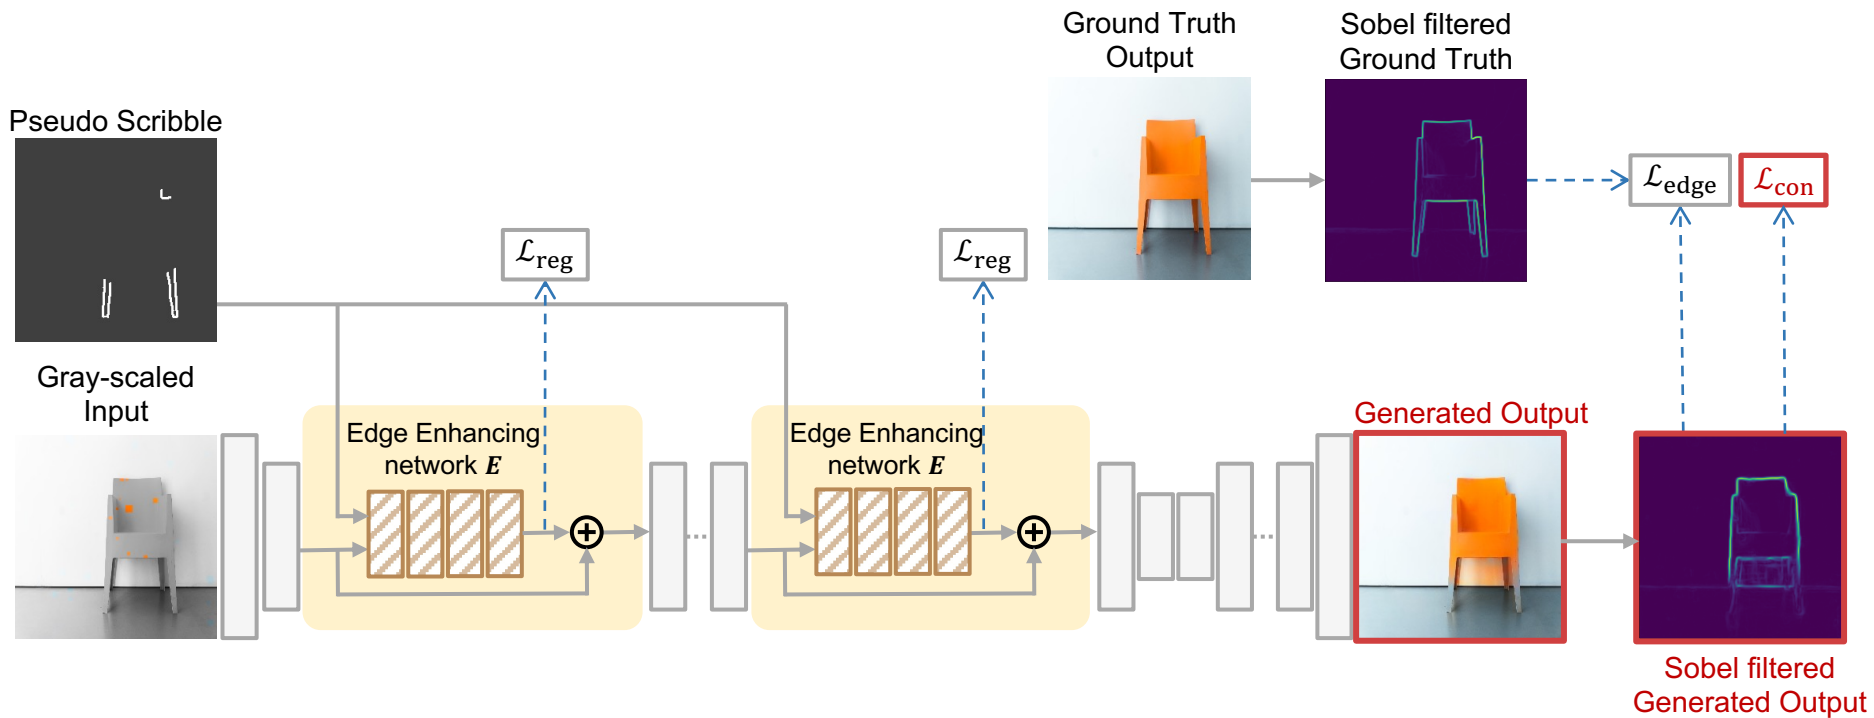 Ground Truth
Output
Sobel filtered
Ground Truth
Pseudo Scribble
ℒedge
ℒcon
ℒreg
ℒreg
Gray-scaled
Input
Edge Enhancing
network E
Edge Enhancing
network E
Generated Output
Sobel filtered
Generated Output